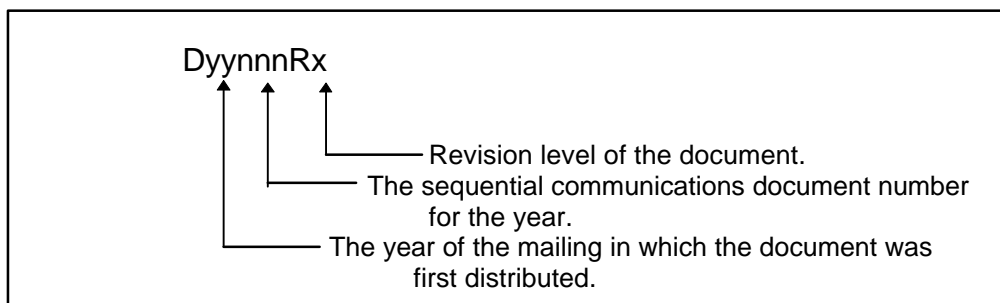 DyynnnRx
Revision level of the document.
The sequential communications document number
for the year.
The year of the mailing in which the document was
first distributed.